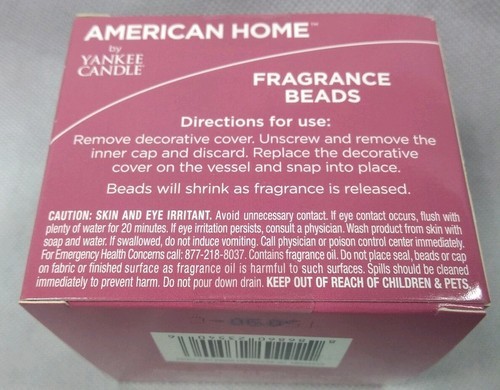 AMERICAN HOME™
by
YANKEE
CANDLE®
FRAGRANCE
BEADS
Directions for use:
Remove decorative cover. Unscrew and remove the
inner cap and discard. Replace the decorative
cover on the vessel and snap into place.
Beads will shrink as fragrance is released.
CAUTION: SKIN AND EYE IRRITANT. Avoid unnecessary contact. If eye contact occurs, flush with
plenty of water for 20 minutes. If eye irritation persists, consult a physician. Wash product from skin with
soap and water. If swallowed, do not induce vomiting. Call physician or poison control center immediately.
For Emergency Health Concerns call: 877-218-8037. Contains fragrance oil. Do not place seal, beads or cap
on fabric or finished surface as fragrance oil is harmful to such surfaces. Spills should be cleaned
immediately to prevent harm. Do not pour down drain. KEEP OUT OF REACH OF CHILDREN & PETS.